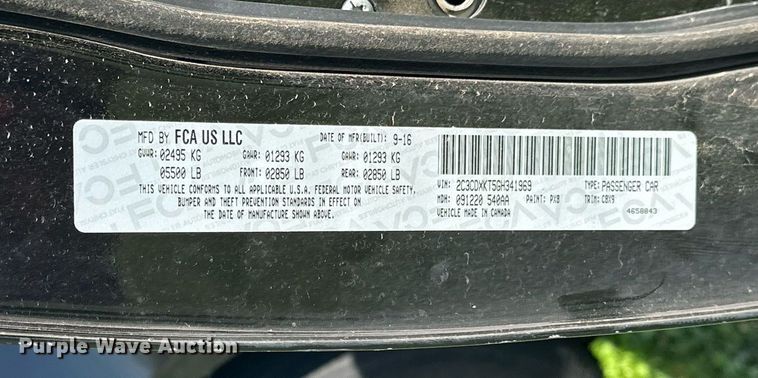 MFD BY FCA US LLC DATE OF MFR(BUILT): 9-16
GVWR: 02495 KG GAWR: 01293 KG GAWR: 01293 KG
05500 LB FRONT: 02850 LB REAR: 02850 LB
THIS VEHICLE CONFORMS TO ALL APPLICABLE U.S.A. FEDERAL MOTOR VEHICLE SAFETY,
BUMPER AND THEFT PREVENTION STANDARDS IN EFFECT ON
THE DATE OF MANUFACTURE SHOWN ABOVE.
VIN: 2C3CDXKT5GH341969 TYPE: PASSENGER CAR
MDH: 091220 540AA PAINT: PX8 TRIM: CBX9
VEHICLE MADE IN CANADA 4658843
Purple Wave Auction